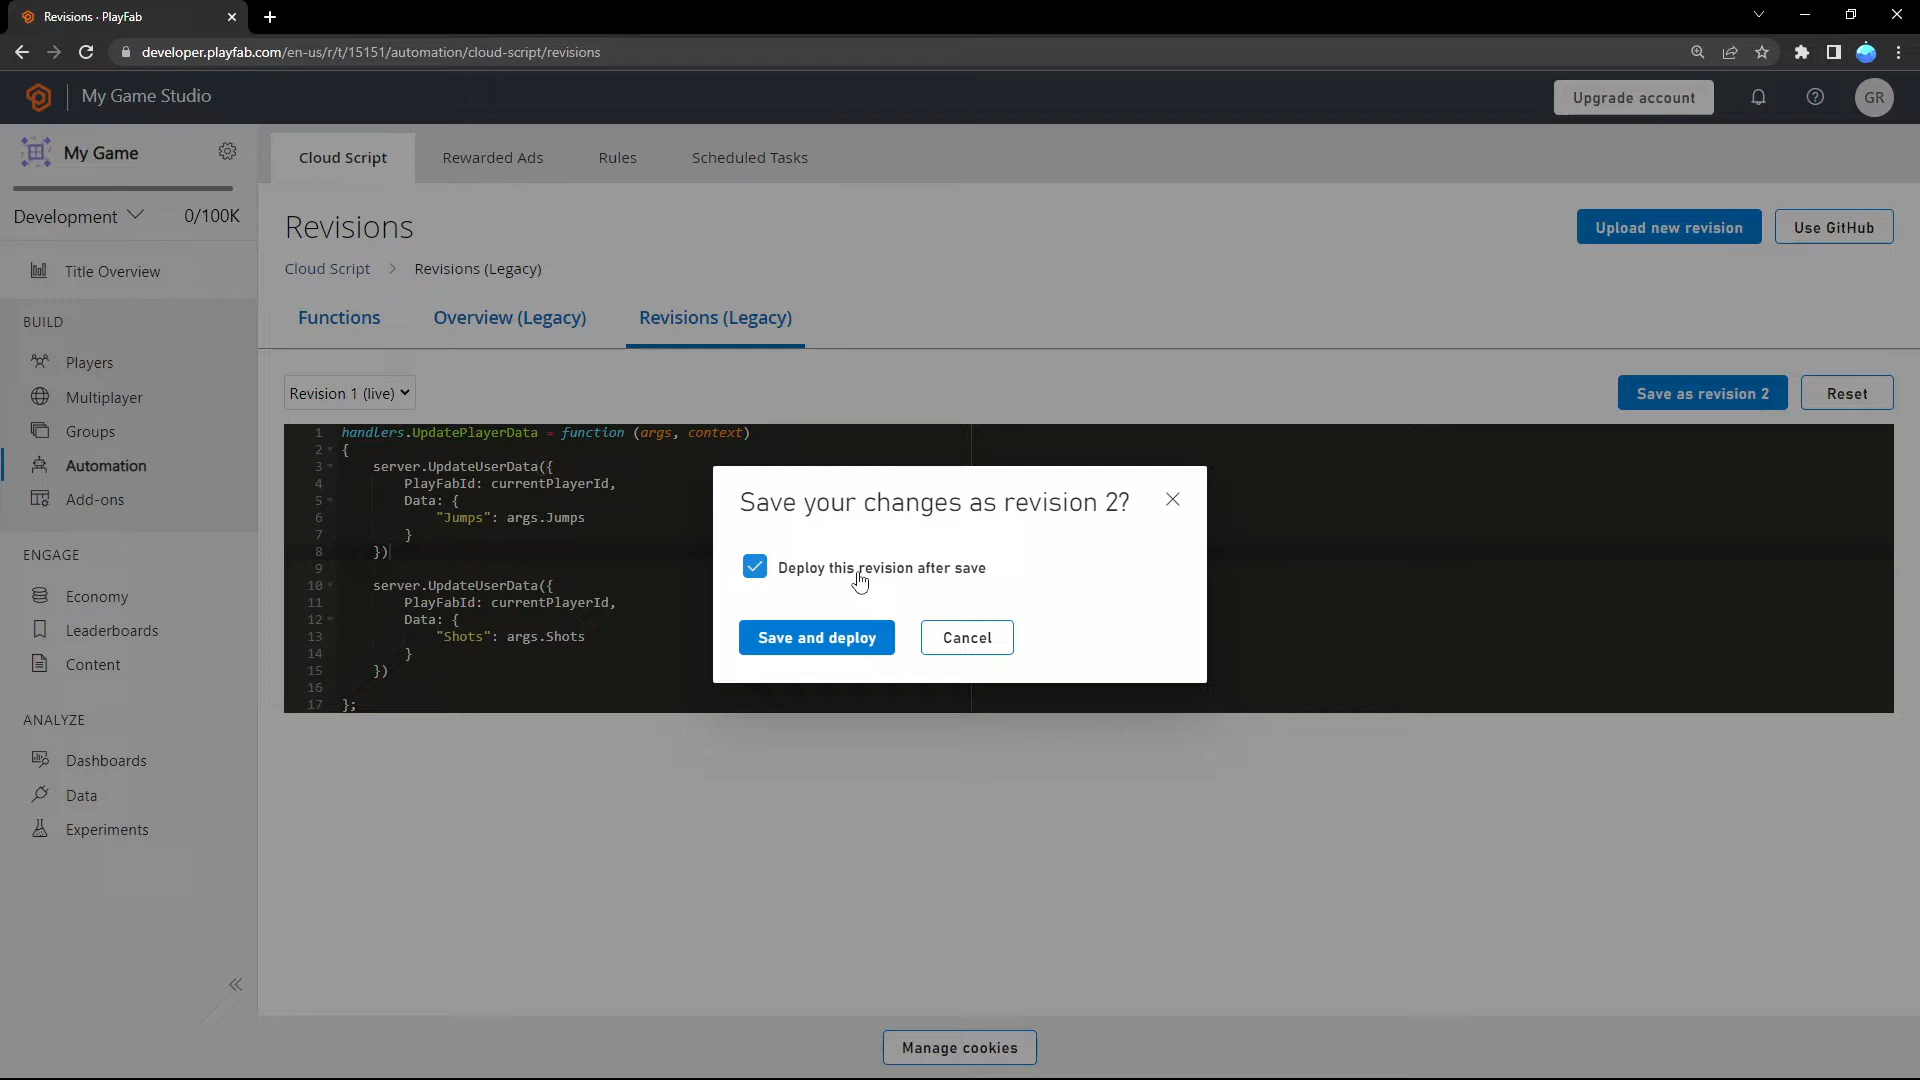 Revisions · PlayFab
developer.playfab.com/en-us/r/t/15151/automation/cloud-script/revisions
My Game Studio
Upgrade account
GR
My Game
Cloud Script
Rewarded Ads
Rules
Scheduled Tasks
Development
0/100K
Revisions
Upload new revision
Use GitHub
Cloud Script > Revisions (Legacy)
Title Overview
BUILD
Functions
Overview (Legacy)
Revisions (Legacy)
Players
Multiplayer
Groups
Automation
Add-ons
ENGAGE
Economy
Leaderboards
Content
ANALYZE
Dashboards
Data
Experiments
Revision 1 (live)
Save as revision 2
Reset
1 handlers.UpdatePlayerData = function (args, context)
2 {
3 server.UpdateUserData({
4 PlayFabId: currentPlayerId,
5 Data: {
6 "Jumps": args.Jumps
7 }
8 })
9
10 server.UpdateUserData({
11 PlayFabId: currentPlayerId,
12 Data: {
13 "Shots": args.Shots
14 }
15 })
16
17 };
Save your changes as revision 2?
Deploy this revision after save
Save and deploy
Cancel
Manage cookies